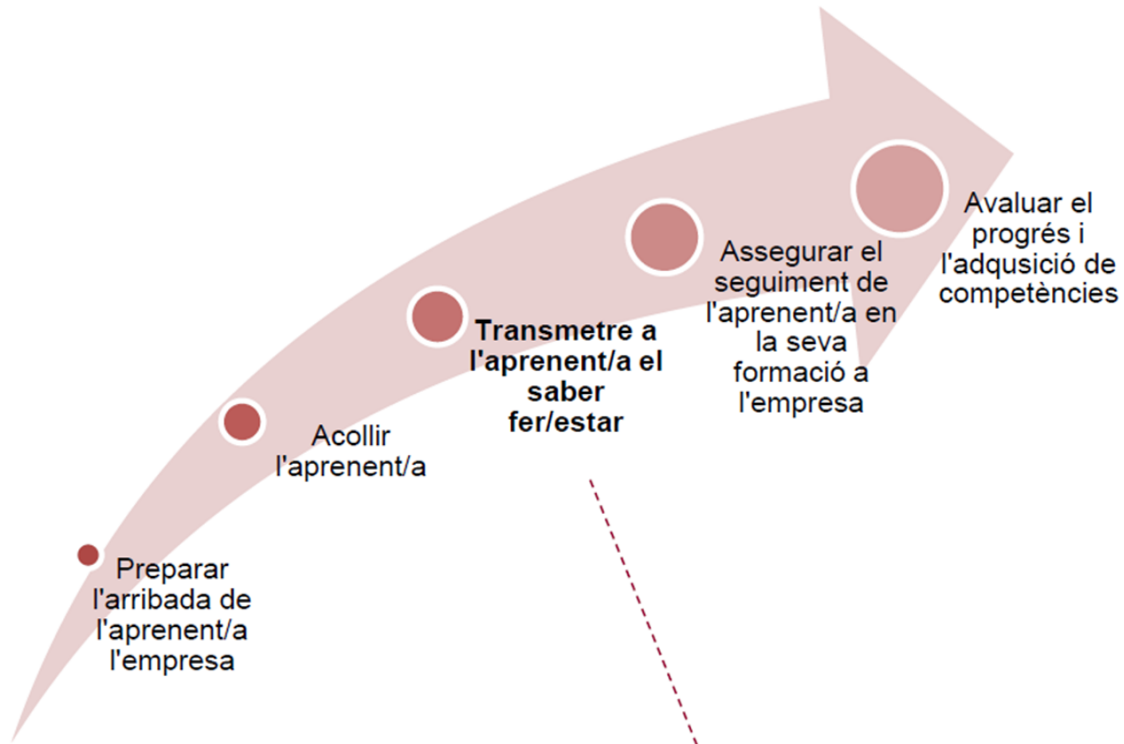 Preparar
l'arribada de
l'aprenent/a
l'empresa
Acollir
l'aprenent/a
Transmetre a
l'aprenent/a el
saber
fer/estar
Assegurar el
seguiment de
l'aprenent/a en
la seva
formació a
l'empresa
Avaluar el
progrés i
l'adqusició de
competències